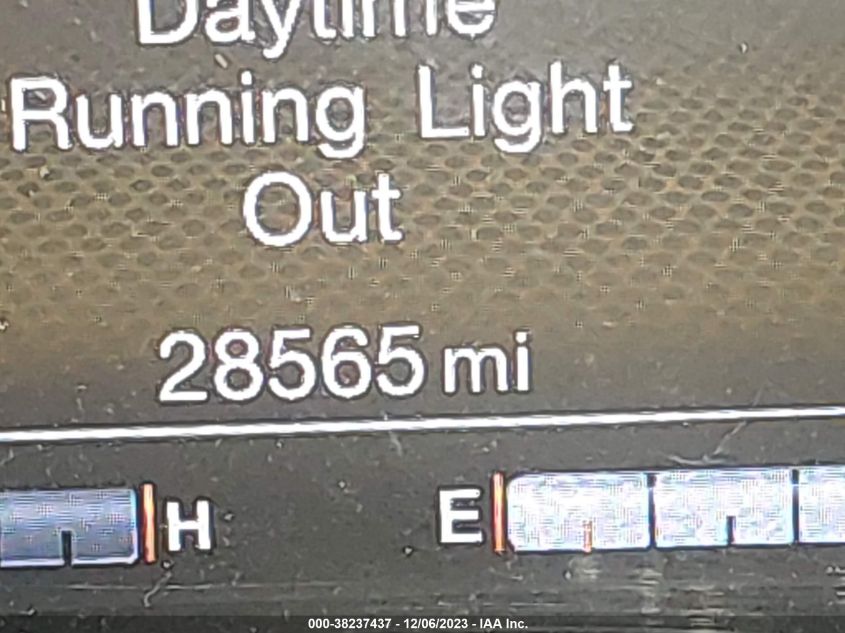 Daytime
Running Light
Out
28565 mi
H E
000-38237437 - 12/06/2023 - IAA Inc.